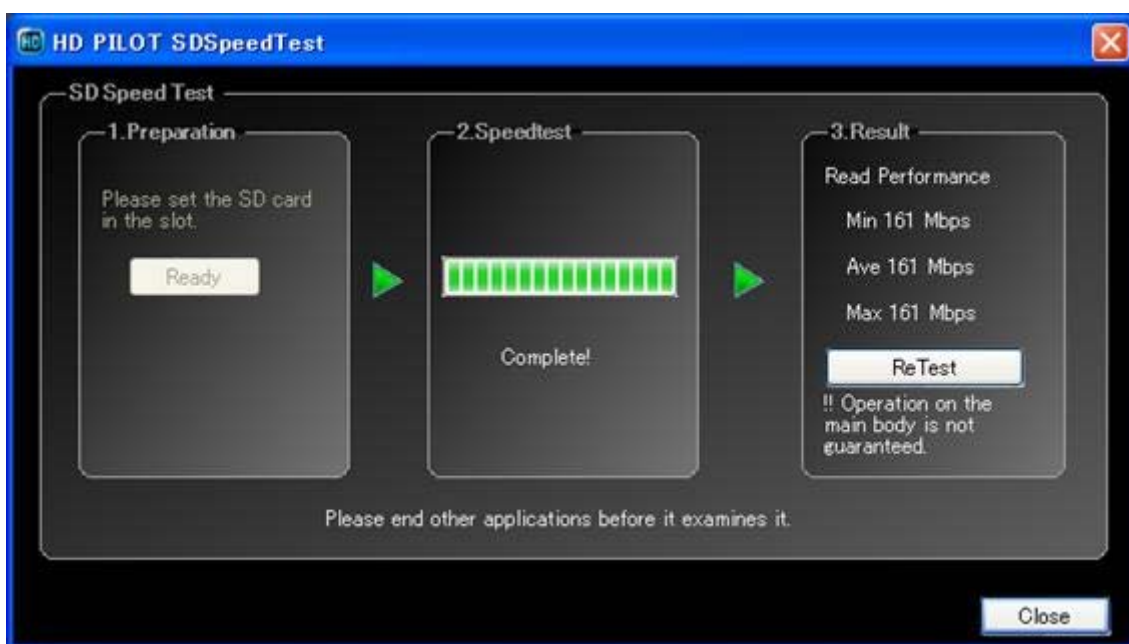 HD PILOT SDSpeedTest
SD Speed Test
1.Preparation
Please set the SD card
in the slot.
Ready
2.Speedtest
Complete!
3.Result
Read Performance
Min 161 Mbps
Ave 161 Mbps
Max 161 Mbps
ReTest
!! Operation on the
main body is not
guaranteed.
Please end other applications before it examines it.
Close